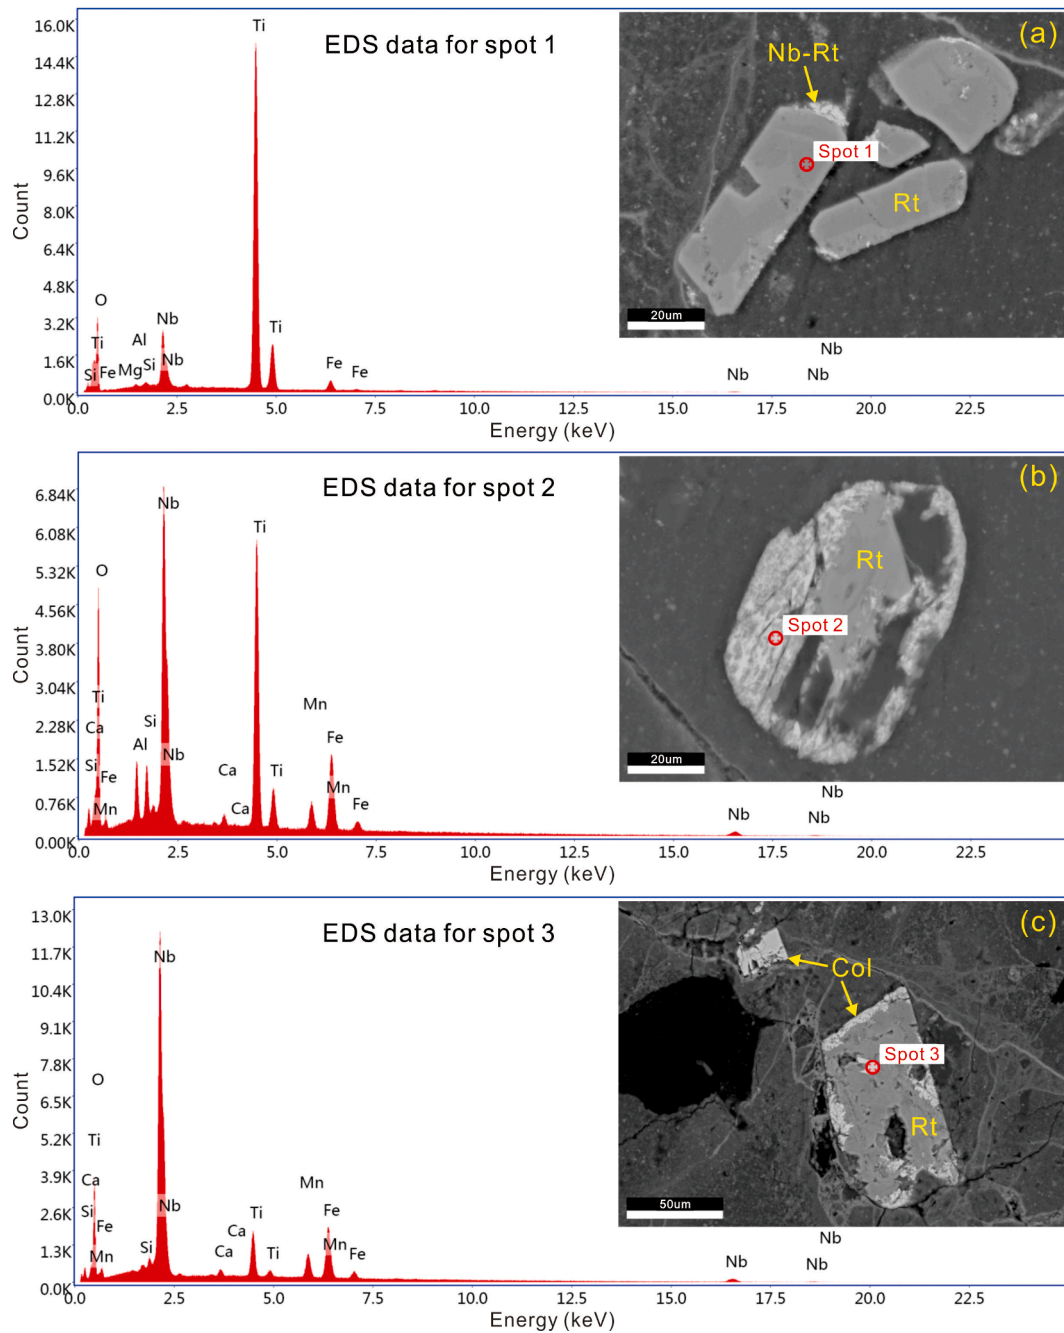 EDS data for spot 1
(a)
Count
16.0K
14.4K
12.8K
11.2K
9.6K
8.0K
6.4K
4.8K
3.2K
1.6K
0.0K
Ti
O
Ti
Si
Fe
Mg
Al
Si
Nb
Nb
Ti
Fe
Fe
Nb
Nb
Nb
Nb-Rt
Spot 1
Rt
20um
0.0 2.5 5.0 7.5 10.0 12.5 15.0 17.5 20.0 22.5
Energy (keV)
EDS data for spot 2
(b)
Count
6.84K
6.08K
5.32K
4.56K
3.80K
3.04K
2.28K
1.52K
0.76K
0.00K
Nb
Ti
O
Ti
Ca
Si
Fe
Mn
Al
Si
Nb
Ca
Ca
Ti
Mn
Fe
Mn
Fe
Nb
Nb
Nb
Rt
Spot 2
20um
0.0 2.5 5.0 7.5 10.0 12.5 15.0 17.5 20.0 22.5
Energy (keV)
EDS data for spot 3
(c)
Count
13.0K
11.7K
10.4K
9.1K
7.8K
6.5K
5.2K
3.9K
2.6K
1.3K
0.0K
Nb
O
Ti
Ca
Si
Fe
Mn
Si
Nb
Ca
Ca
Ti
Ti
Mn
Fe
Mn
Fe
Nb
Nb
Nb
Col
Spot 3
Rt
50um
0.0 2.5 5.0 7.5 10.0 12.5 15.0 17.5 20.0 22.5
Energy (keV)